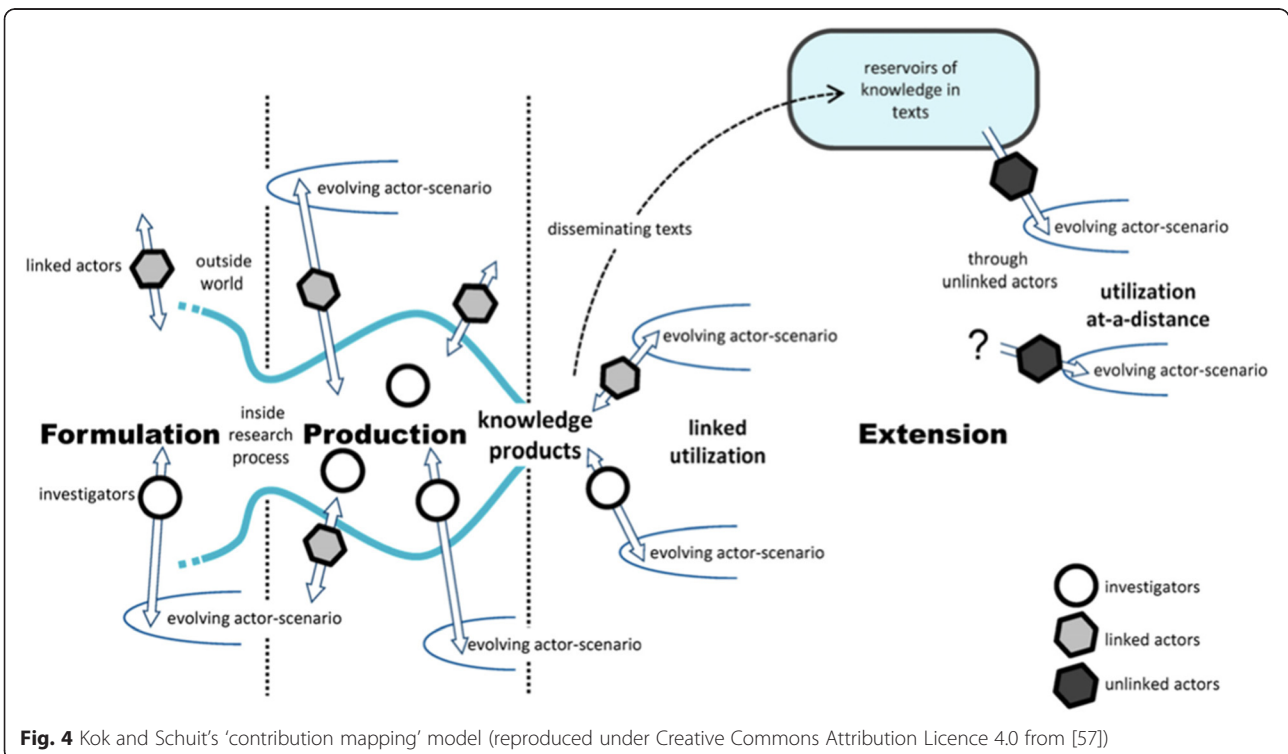 reservoirs of
knowledge in
texts
evolving actor-scenario
linked actors
outside
world
disseminating texts
evolving actor-scenario
through
unlinked actors
utilization
at-a-distance
evolving actor-scenario
?
evolving actor-scenario
Formulation
inside
research
process
Production
knowledge
products
linked
utilization
Extension
investigators
evolving actor-scenario
evolving actor-scenario
evolving actor-scenario
investigators
linked actors
unlinked actors
Fig. 4 Kok and Schuit's 'contribution mapping' model (reproduced under Creative Commons Attribution Licence 4.0 from [57])